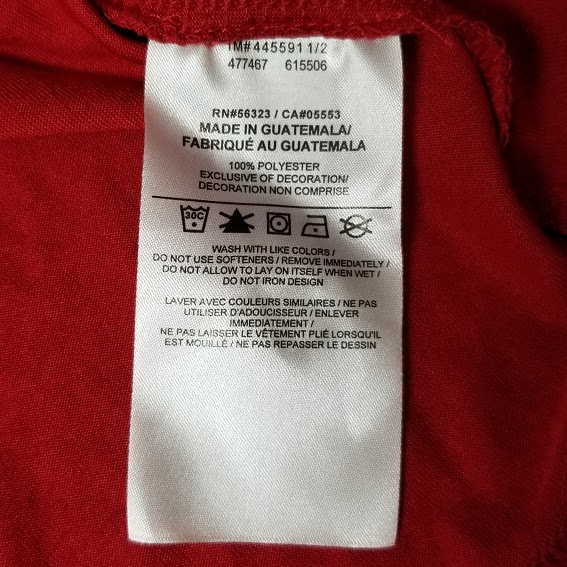 IM# 445591 1/2
477467 615506
RN#56323 / CA#05553
MADE IN GUATEMALA/
FABRIQUÉ AU GUATEMALA
100% POLYESTER
EXCLUSIVE OF DECORATION/
DECORATION NON COMPRISE
30C
WASH WITH LIKE COLORS /
DO NOT USE SOFTENERS / REMOVE IMMEDIATELY /
DO NOT ALLOW TO LAY ON ITSELF WHEN WET /
DO NOT IRON DESIGN
LAVER AVEC COULEURS SIMILAIRES / NE PAS
UTILISER D'ADOUCISSEUR / ENLEVER
IMMEDIATEMENT /
NE PAS LAISSER LE VÊTEMENT PLIÉ LORSQU'IL
EST MOUILLÉ / NE PAS REPASSER LE DESSIN